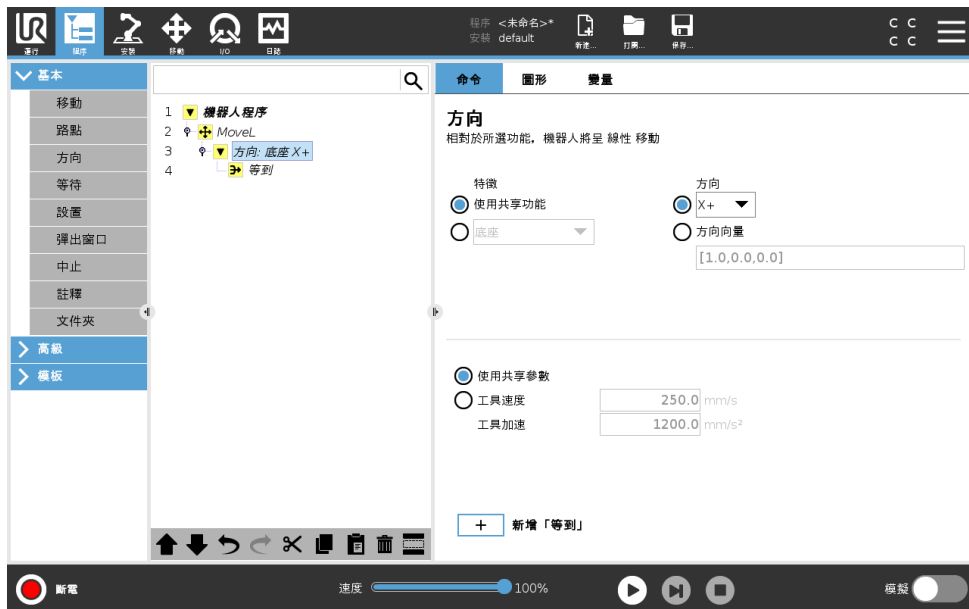 程序 <未命名>*
安裝 default
運行
程序
安裝
移動
I/O
日誌
新建...
打開...
保存...
C C
C C
基本
移動
路點
方向
等待
設置
彈出窗口
中止
註釋
文件夾
高級
模板
1 機器人程序
2 MoveL
3 方向: 底座 X+
4 等到
命令 圖形 變量
方向
相對於所選功能，機器人將呈 線性 移動
特徵 方向
使用共享功能 X+
底座 方向向量
[1.0,0.0,0.0]
使用共享參數
工具速度 250.0 mm/s
工具加速 1200.0 mm/s²
+ 新增「等到」
斷電 速度 100% 模擬